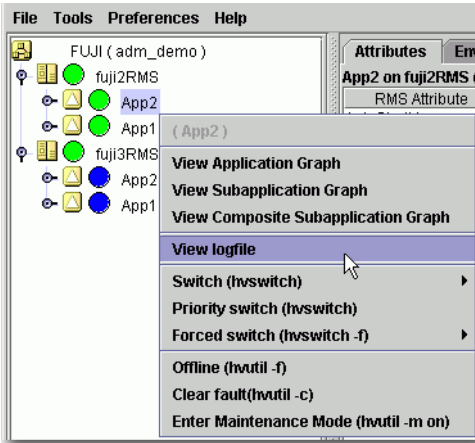 File Tools Preferences Help
FUJI ( adm_demo )
Attributes
fuji2RMS
App2 on fuji2RMS
App2
RMS Attribute
App1
( App2 )
fuji3RMS
View Application Graph
App2
View Subapplication Graph
App1
View Composite Subapplication Graph
View logfile
Switch (hvswitch)
Priority switch (hvswitch)
Forced switch (hvswitch -f)
Offline (hvutil -f)
Clear fault(hvutil -c)
Enter Maintenance Mode (hvutil -m on)